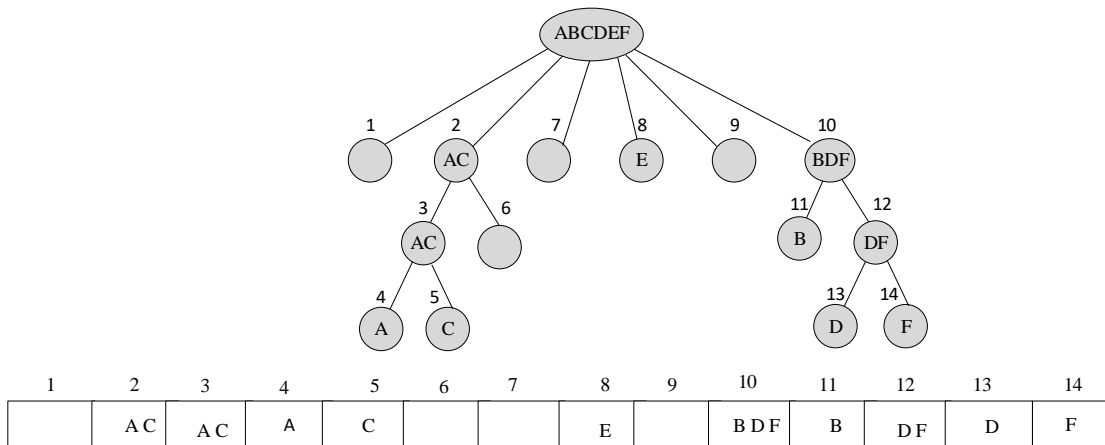 ABCDEF
1 2 7 8 9 10
AC E BDF
3 6 11 12
AC B DF
4 5 13 14
A C D F
1 2 3 4 5 6 7 8 9 10 11 12 13 14
A C A C A C E B D F B D F D F